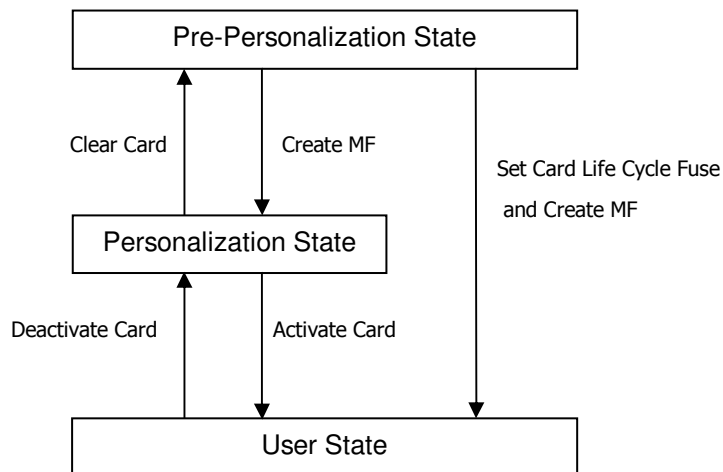 Pre-Personalization State
Clear Card
Create MF
Set Card Life Cycle Fuse
and Create MF
Personalization State
Deactivate Card
Activate Card
User State